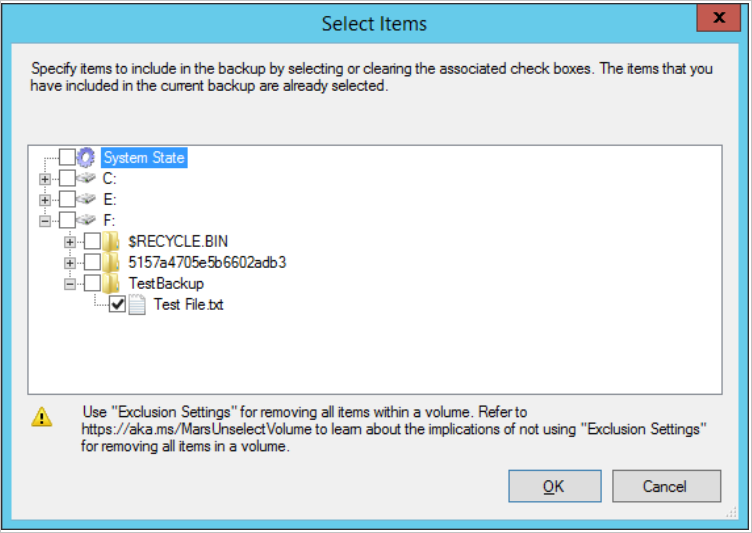 Select Items
x
Specify items to include in the backup by selecting or clearing the associated check boxes. The items that you
have included in the current backup are already selected.
System State
C:
E:
F:
$RECYCLE.BIN
5157a4705e5b6602adb3
TestBackup
Test File.txt
Use "Exclusion Settings" for removing all items within a volume. Refer to
https://aka.ms/MarsUnselectVolume to learn about the implications of not using "Exclusion Settings"
for removing all items in a volume.
OK
Cancel